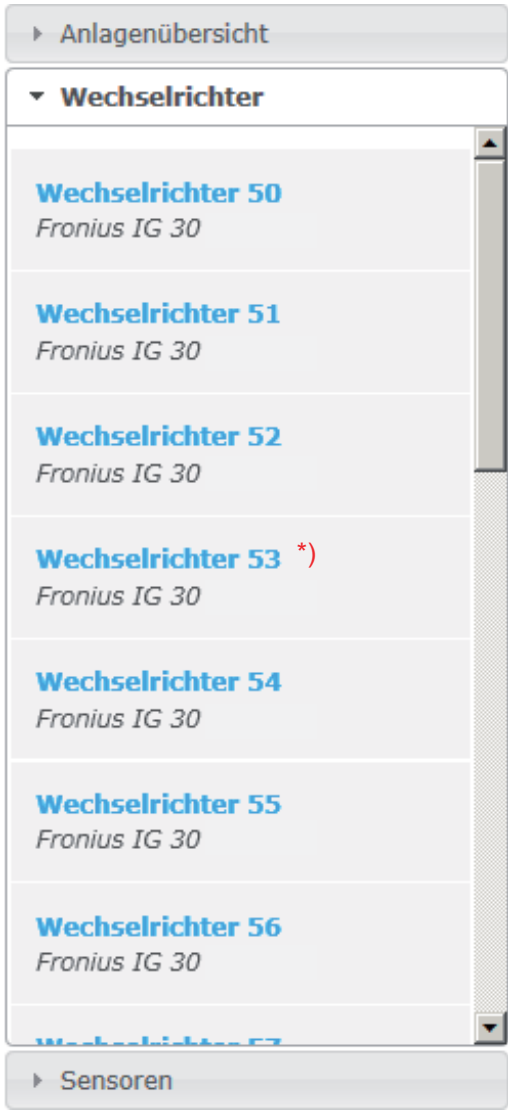 Anlagenübersicht
Wechselrichter
Wechselrichter 50
Fronius IG 30
Wechselrichter 51
Fronius IG 30
Wechselrichter 52
Fronius IG 30
Wechselrichter 53 *)
Fronius IG 30
Wechselrichter 54
Fronius IG 30
Wechselrichter 55
Fronius IG 30
Wechselrichter 56
Fronius IG 30
Wechselrichter 57
Sensoren